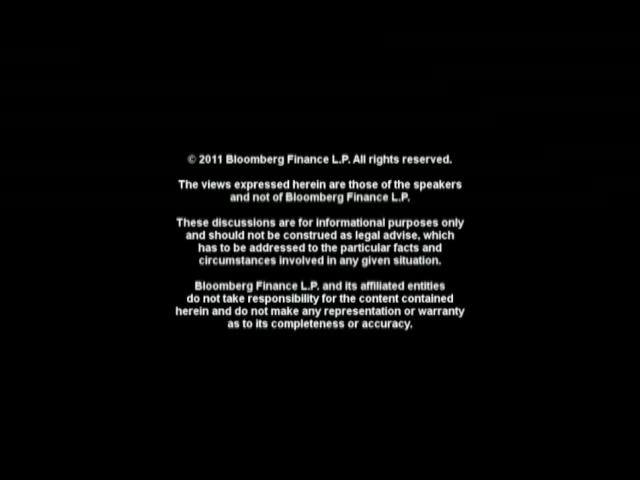 © 2011 Bloomberg Finance L.P. All rights reserved.
The views expressed herein are those of the speakers
and not of Bloomberg Finance L.P.
These discussions are for informational purposes only
and should not be construed as legal advise, which
has to be addressed to the particular facts and
circumstances involved in any given situation.
Bloomberg Finance L.P. and its affiliated entities
do not take responsibility for the content contained
herein and do not make any representation or warranty
as to its completeness or accuracy.